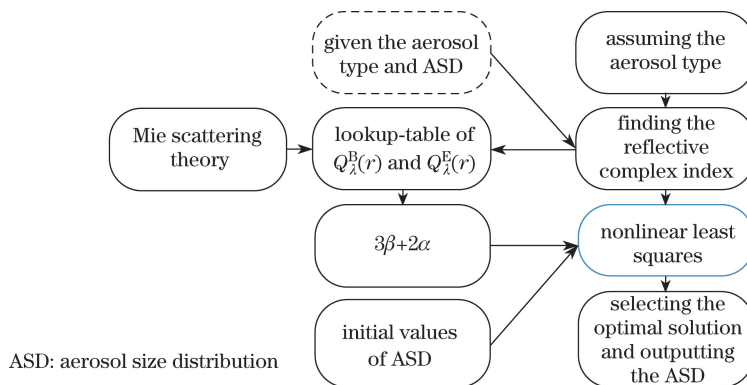 given the aerosol
type and ASD
assuming the
aerosol type
Mie scattering
theory
lookup-table of
Q_λ^B(r) and Q_λ^E(r)
finding the
reflective
complex index
3β+2α
nonlinear least
squares
initial values
of ASD
selecting the
optimal solution
and outputting
the ASD
ASD: aerosol size distribution